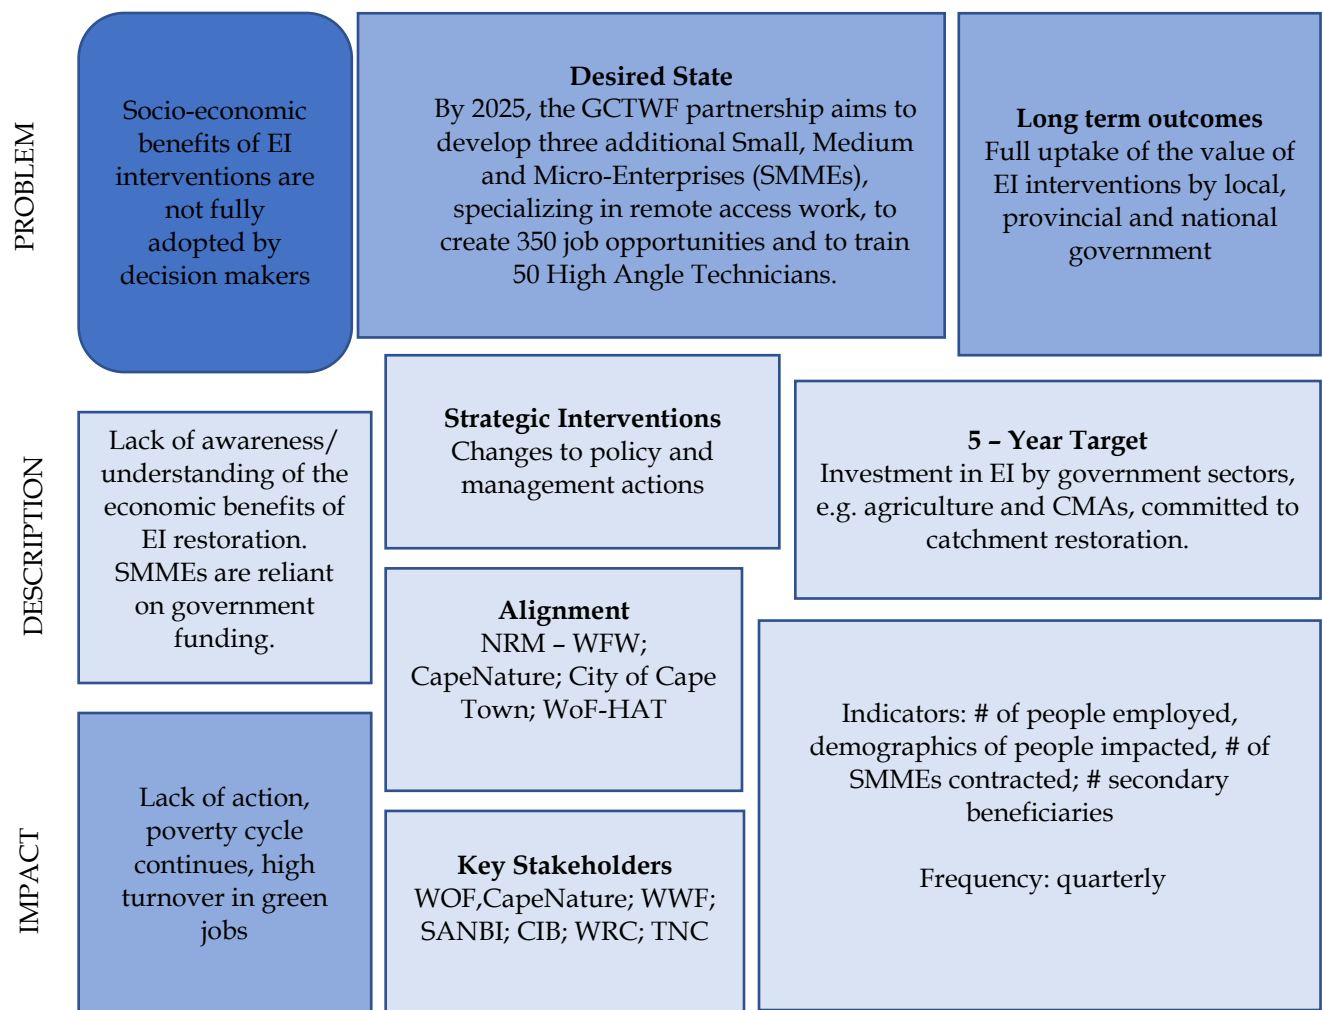 PROBLEM
Socio-economic
benefits of EI
interventions are
not fully
adopted by
decision makers
Desired State
By 2025, the GCTWF partnership aims to
develop three additional Small, Medium
and Micro-Enterprises (SMMEs),
specializing in remote access work, to
create 350 job opportunities and to train
50 High Angle Technicians.
Long term outcomes
Full uptake of the value of
EI interventions by local,
provincial and national
government
DESCRIPTION
Lack of awareness/
understanding of the
economic benefits of
EI restoration.
SMMEs are reliant
on government
funding.
Strategic Interventions
Changes to policy and
management actions
5 – Year Target
Investment in EI by government sectors,
e.g. agriculture and CMAs, committed to
catchment restoration.
Alignment
NRM – WFW;
CapeNature; City of Cape
Town; WoF-HAT
IMPACT
Lack of action,
poverty cycle
continues, high
turnover in green
jobs
Key Stakeholders
WOF,CapeNature; WWF;
SANBI; CIB; WRC; TNC
Indicators: # of people employed,
demographics of people impacted, # of
SMMEs contracted; # secondary
beneficiaries
Frequency: quarterly